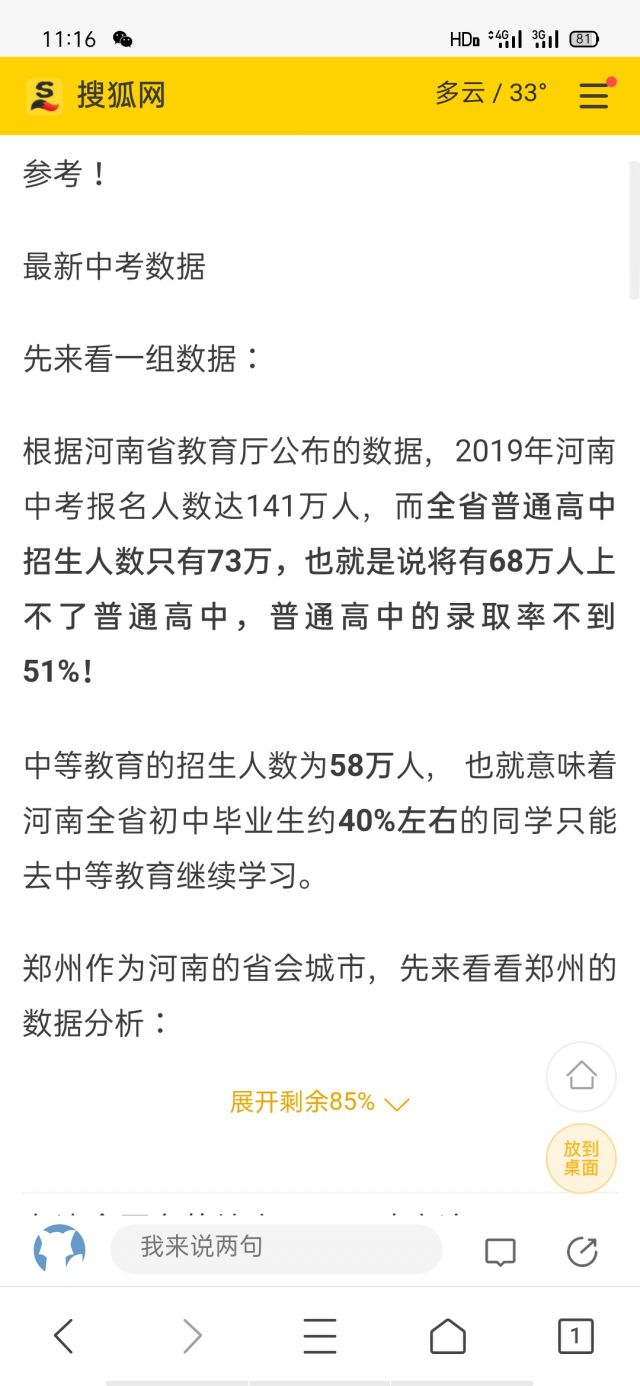 11:16
HD 4G 3G 81
搜狐网
多云 / 33°
参考！
最新中考数据
先来看一组数据：
根据河南省教育厅公布的数据，2019年河南
中考报名人数达141万人，而全省普通高中
招生人数只有73万，也就是说将有68万人上
不了普通高中，普通高中的录取率不到
51%！
中等教育的招生人数为58万人， 也就意味着
河南全省初中毕业生约40%左右的同学只能
去中等教育继续学习。
郑州作为河南的省会城市，先来看看郑州的
数据分析：
展开剩余85%
放到
桌面
我来说两句
1